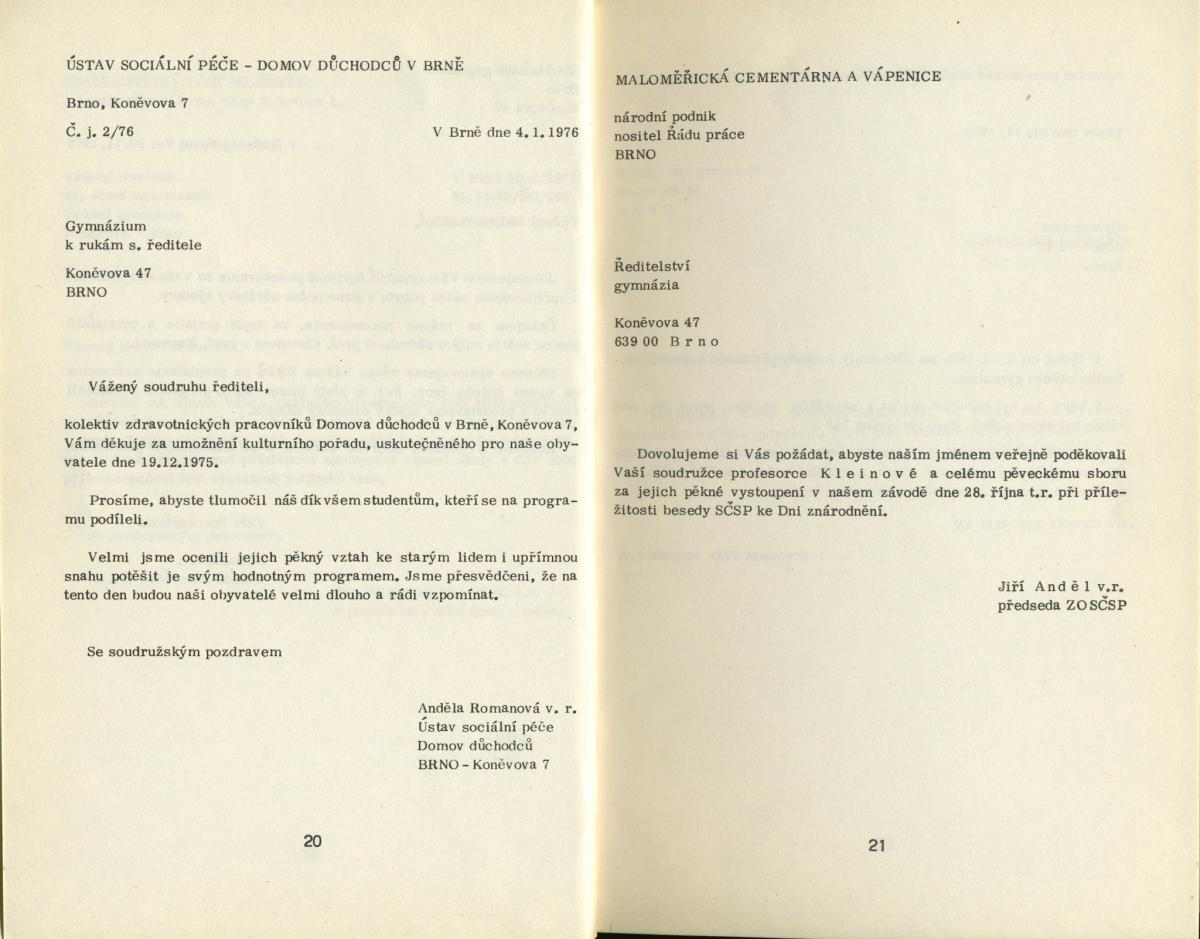 ÚSTAV SOCIÁLNÍ PÉČE - DOMOV DŮCHODCŮ V BRNĚ
Brno, Koněvova 7
Č. j. 2/76 V Brně dne 4. 1. 1976
Gymnázium
k rukám s. ředitele
Koněvova 47
BRNO
Vážený soudruhu řediteli,
kolektiv zdravotnických pracovníků Domova důchodců v Brně, Koněvova 7,
Vám děkuje za umožnění kulturního pořadu, uskutečněného pro naše oby-
vatele dne 19.12.1975.
Prosíme, abyste tlumočil náš dík všem studentům, kteří se na progra-
mu podíleli.
Velmi jsme ocenili jejich pěkný vztah ke starým lidem i upřímnou
snahu potěšit je svým hodnotným programem. Jsme přesvědčeni, že na
tento den budou naši obyvatelé velmi dlouho a rádi vzpomínat.
Se soudružským pozdravem
Anděla Romanová v. r.
Ústav sociální péče
Domov důchodců
BRNO - Koněvova 7
20
MALOMĚŘICKÁ CEMENTÁRNA A VÁPENICE
národní podnik
nositel Řádu práce
BRNO
Ředitelství
gymnázia
Koněvova 47
639 00 B r n o
Dovolujeme si Vás požádat, abyste naším jménem veřejně poděkovali
Vaší soudružce profesorce K l e i n o v é a celému pěveckému sboru
za jejich pěkné vystoupení v našem závodě dne 28. října t.r. při příle-
žitosti besedy SČSP ke Dni znárodnění.
Jiří A n d ě l v.r.
předseda ZO SČSP
21